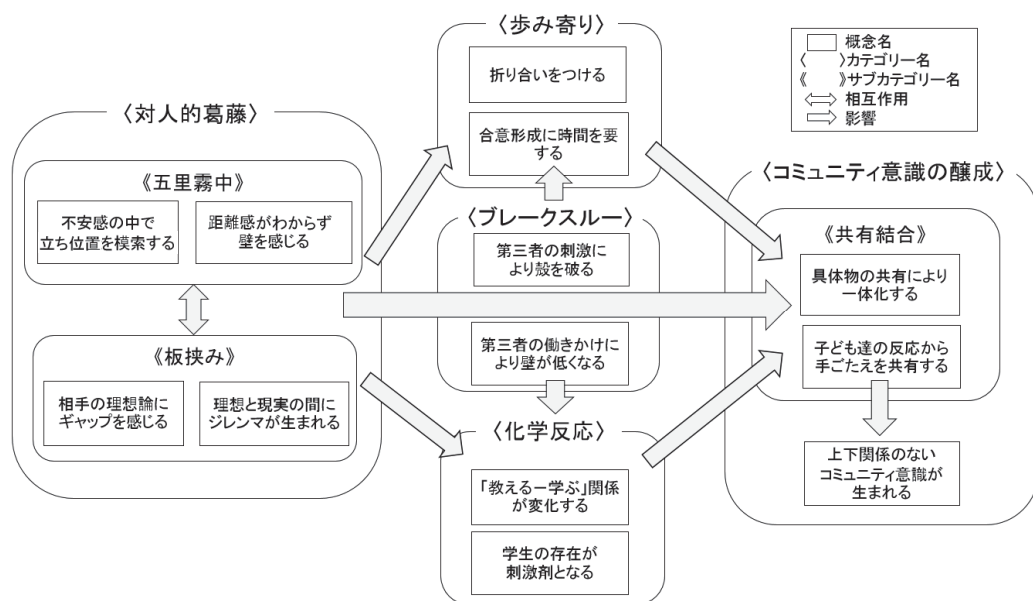 〈対人的葛藤〉
《五里霧中》
不安感の中で
立ち位置を模索する
距離感がわからず
壁を感じる
《板挟み》
相手の理想論に
ギャップを感じる
理想と現実の間に
ジレンマが生まれる
〈歩み寄り〉
折り合いをつける
合意形成に時間を要
する
〈ブレークスルー〉
第三者の刺激に
より殻を破る
第三者の働きかけに
より壁が低くなる
〈化学反応〉
「教えるー学ぶ」関係
が変化する
学生の存在が
刺激剤となる
概念名
〈　　〉カテゴリー名
《　　》サブカテゴリー名
相互作用
影響
〈コミュニティ意識の醸成〉
《共有結合》
具体物の共有により
一体化する
子ども達の反応から
手ごたえを共有する
上下関係のない
コミュニティ意識が
生まれる